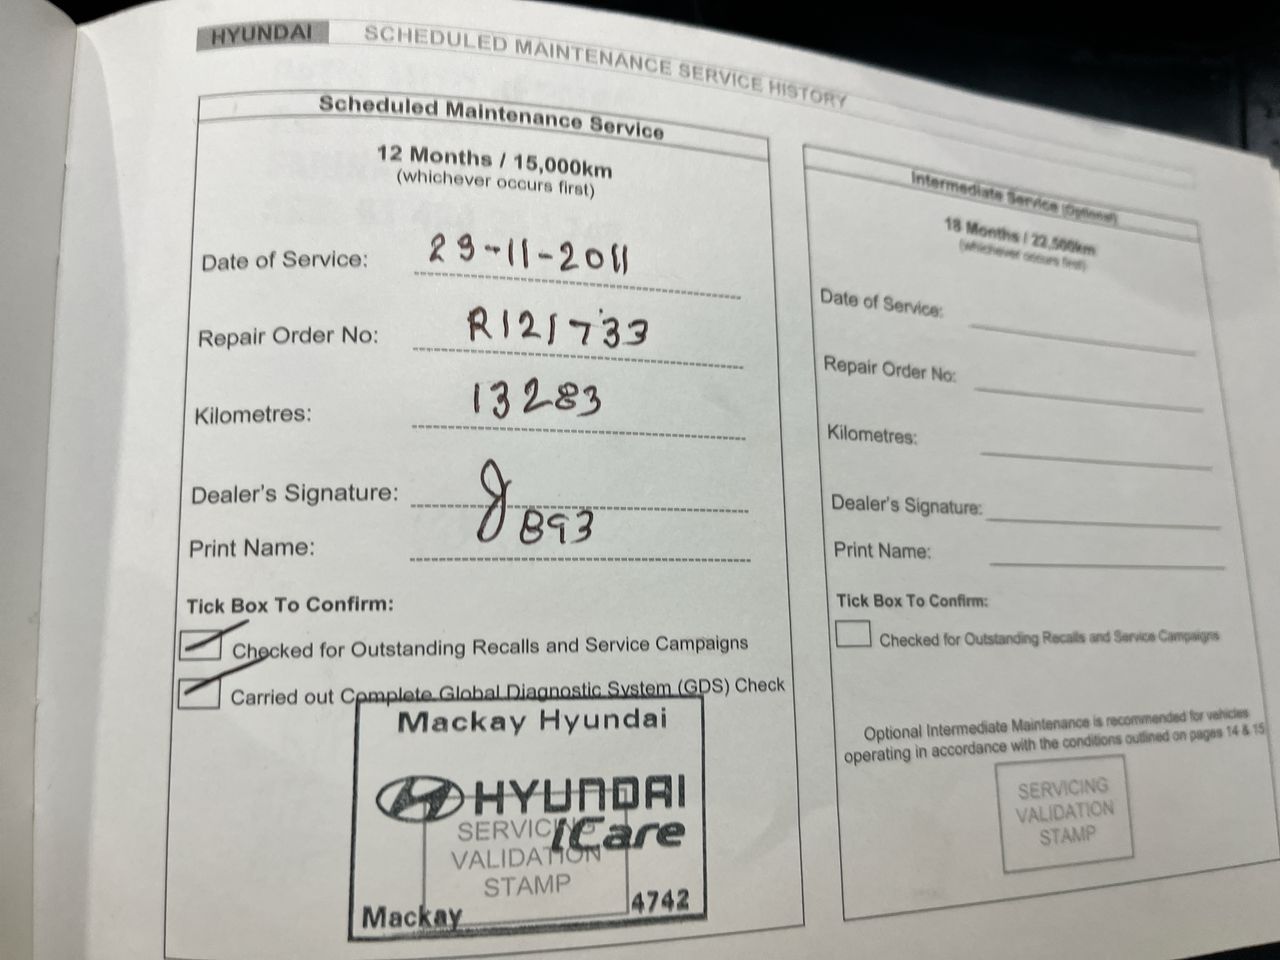 HYUNDAI SCHEDULED MAINTENANCE SERVICE HISTORY
Scheduled Maintenance Service
12 Months / 15,000km
(whichever occurs first)
Date of Service: 29-11-2011
Repair Order No: R121733
Kilometres: 13283
Dealer's Signature:
Print Name: B93
Tick Box To Confirm:
Checked for Outstanding Recalls and Service Campaigns
Carried out Complete Global Diagnostic System (GDS) Check
Mackay Hyundai
HYUNDAI
iCare
SERVICING
VALIDATION
STAMP
Mackay 4742
Intermediate Service (Optional)
18 Months / 22,500km
(whichever occurs first)
Date of Service:
Repair Order No:
Kilometres:
Dealer's Signature:
Print Name:
Tick Box To Confirm:
Checked for Outstanding Recalls and Service Campaigns
Optional Intermediate Maintenance is recommended for vehicles
operating in accordance with the conditions outlined on pages 14 & 15
SERVICING
VALIDATION
STAMP